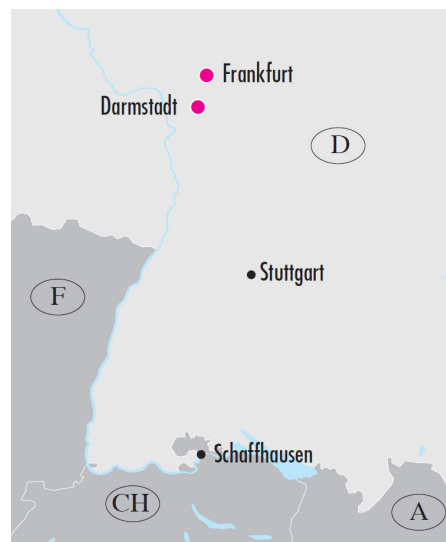 Frankfurt
Darmstadt
D
Stuttgart
F
Schaffhausen
CH
A